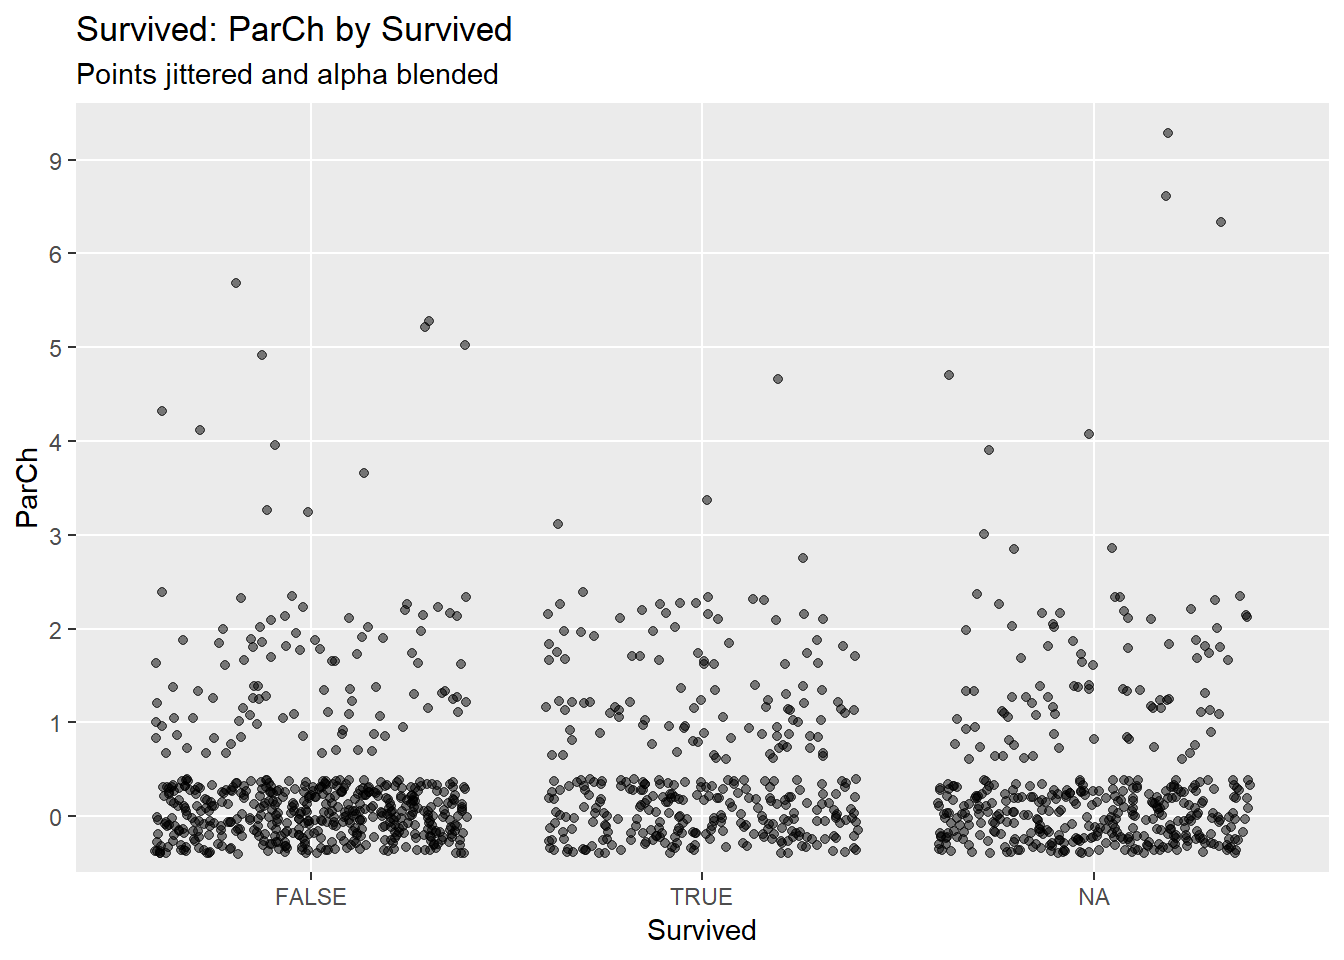 Survived: ParCh by Survived
Points jittered and alpha blended
ParCh
9
6
5
4
3
2
1
0
FALSE TRUE NA
Survived